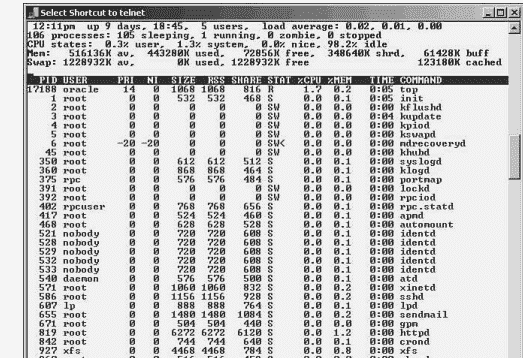 Select Shortcut to telnet
12:11pm up 9 days, 18:45, 5 users, load average: 0.02, 0.01, 0.00
106 processes: 105 sleeping, 1 running, 0 zombie, 0 stopped
CPU states: 0.3% user, 1.3% system, 0.0% nice, 98.2% idle
Mem: 516136K av, 443280K used, 72856K free, 348640K shrd, 61428K buff
Swap: 1228932K av, 0K used, 1228932K free 123180K cached
PID USER PRI NI SIZE RSS SHARE STAT %CPU %MEM TIME COMMAND
17188 oracle 14 0 1068 1068 816 R 1.7 0.2 0:05 top
1 root 0 0 532 532 468 S 0.0 0.1 0:05 init
2 root 0 0 0 0 0 SW 0.0 0.0 0:00 kflushd
3 root 0 0 0 0 0 SW 0.0 0.0 0:04 kupdate
4 root 0 0 0 0 0 SW 0.0 0.0 0:00 kpiod
5 root 0 0 0 0 0 SW 0.0 0.0 0:00 kswapd
6 root -20 -20 0 0 0 SW< 0.0 0.0 0:00 mdrecoveryd
45 root 0 0 0 0 0 SW 0.0 0.0 0:00 khubd
350 root 0 0 612 612 512 S 0.0 0.1 0:00 syslogd
360 root 0 0 868 868 464 S 0.0 0.1 0:00 klogd
375 rpc 0 0 576 576 484 S 0.0 0.1 0:00 portmap
391 root 0 0 0 0 0 SW 0.0 0.0 0:00 lockd
392 root 0 0 0 0 0 SW 0.0 0.0 0:00 rpciod
402 rpcuser 0 0 768 768 656 S 0.0 0.1 0:00 rpc.statd
417 root 0 0 524 524 460 S 0.0 0.1 0:00 apmd
468 root 0 0 628 628 528 S 0.0 0.1 0:00 automount
521 nobody 0 0 720 720 608 S 0.0 0.1 0:00 identd
528 nobody 0 0 720 720 608 S 0.0 0.1 0:00 identd
529 nobody 0 0 720 720 608 S 0.0 0.1 0:00 identd
532 nobody 0 0 720 720 608 S 0.0 0.1 0:00 identd
533 nobody 0 0 720 720 608 S 0.0 0.1 0:00 identd
540 daemon 0 0 576 576 500 S 0.0 0.1 0:00 atd
571 root 0 0 1060 1060 832 S 0.0 0.2 0:00 xinetd
586 root 0 0 1156 1156 928 S 0.0 0.2 0:00 sshd
607 lp 0 0 888 888 764 S 0.0 0.1 0:00 lpd
655 root 0 0 1480 1480 1084 S 0.0 0.2 0:00 sendmail
671 root 0 0 504 504 440 S 0.0 0.0 0:00 gpm
819 root 0 0 6272 6272 6120 S 0.0 1.2 0:00 httpd
842 root 0 0 744 744 640 S 0.0 0.1 0:00 crond
927 xfs 0 0 4468 4468 784 S 0.0 0.8 0:00 xfs